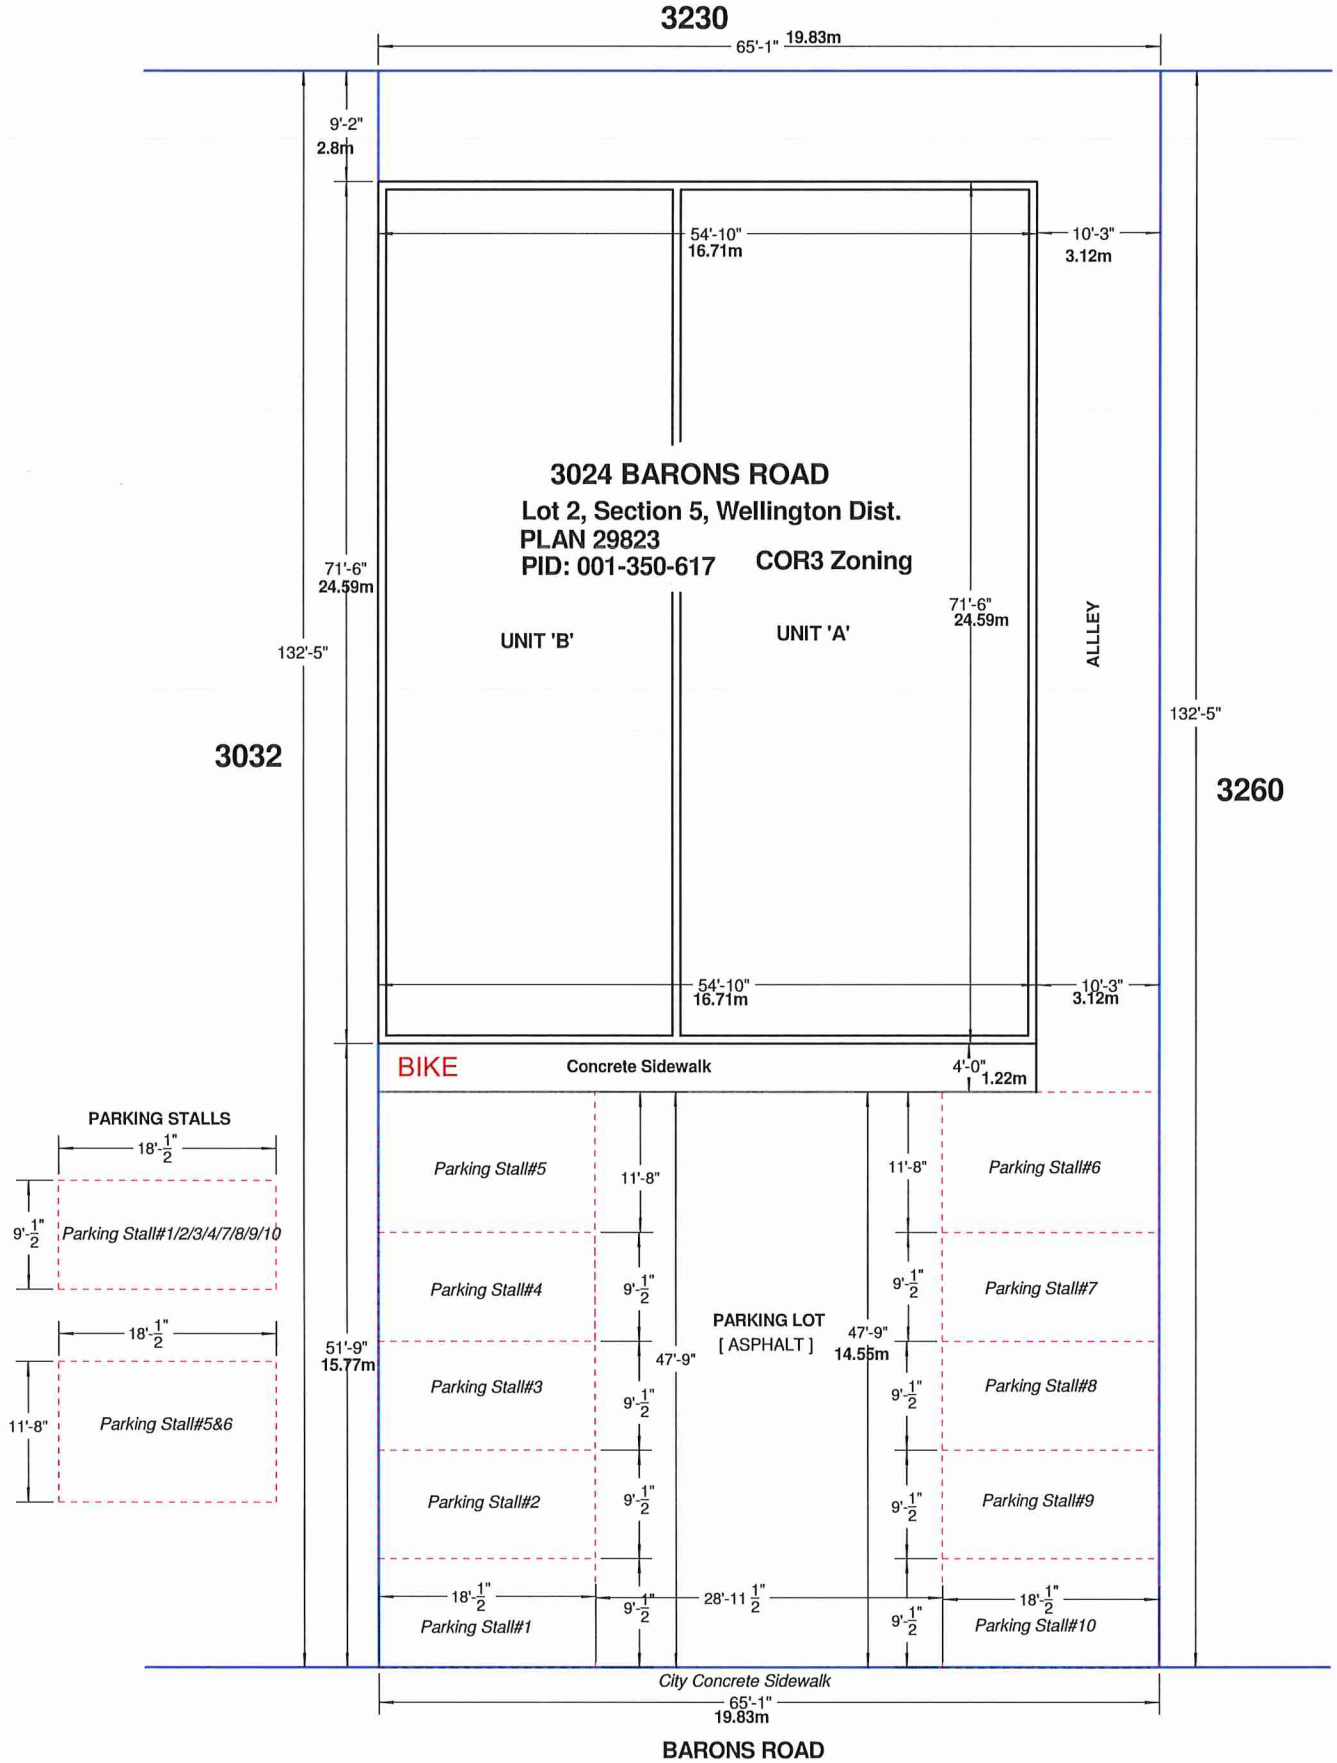 3230
65'-1" 19.83m
9'-2"
2.8m
54'-10"
16.71m
10'-3"
3.12m
3024 BARONS ROAD
Lot 2, Section 5, Wellington Dist.
PLAN 29823
PID: 001-350-617 COR3 Zoning
71'-6"
24.59m
71'-6"
24.59m
UNIT 'B'
UNIT 'A'
ALLLEY
132'-5"
132'-5"
3032
3260
54'-10"
16.71m
10'-3"
3.12m
BIKE
Concrete Sidewalk
4'-0"
1.22m
PARKING STALLS
18'-1/2"
9'-1/2"
Parking Stall#1/2/3/4/7/8/9/10
18'-1/2"
11'-8"
Parking Stall#5&6
51'-9"
15.77m
Parking Stall#5
11'-8"
11'-8"
Parking Stall#6
Parking Stall#4
9'-1/2"
9'-1/2"
Parking Stall#7
PARKING LOT
[ ASPHALT ]
47'-9"
47'-9"
14.55m
Parking Stall#3
9'-1/2"
9'-1/2"
Parking Stall#8
Parking Stall#2
9'-1/2"
9'-1/2"
Parking Stall#9
18'-1/2"
9'-1/2"
28'-11 1/2"
9'-1/2"
18'-1/2"
Parking Stall#1
Parking Stall#10
City Concrete Sidewalk
65'-1"
19.83m
BARONS ROAD